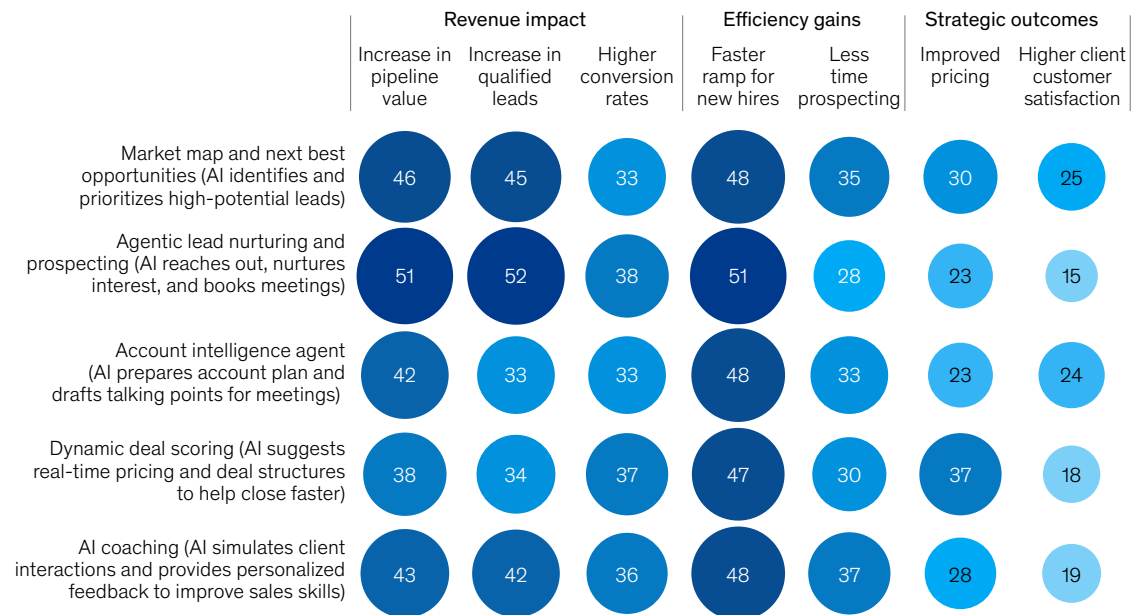 Revenue impact
Efficiency gains
Strategic outcomes
Increase in
pipeline
value
Increase in
qualified
leads
Higher
conversion
rates
Faster
ramp for
new hires
Less
time
prospecting
Improved
pricing
Higher client
customer
satisfaction
Market map and next best
opportunities (AI identifies and
prioritizes high-potential leads)
46 45 33 48 35 30 25
Agentic lead nurturing and
prospecting (AI reaches out, nurtures
interest, and books meetings)
51 52 38 51 28 23 15
Account intelligence agent
(AI prepares account plan and
drafts talking points for meetings)
42 33 33 48 33 23 24
Dynamic deal scoring (AI suggests
real-time pricing and deal structures
to help close faster)
38 34 37 47 30 37 18
AI coaching (AI simulates client
interactions and provides personalized
feedback to improve sales skills)
43 42 36 48 37 28 19